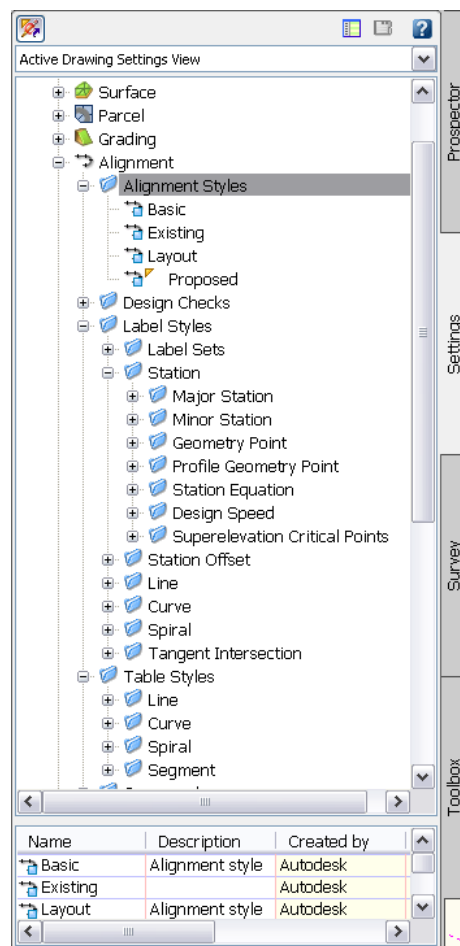 Active Drawing Settings View
Surface
Parcel
Grading
Alignment
Alignment Styles
Basic
Existing
Layout
Proposed
Design Checks
Label Styles
Label Sets
Station
Major Station
Minor Station
Geometry Point
Profile Geometry Point
Station Equation
Design Speed
Superelevation Critical Points
Station Offset
Line
Curve
Spiral
Tangent Intersection
Table Styles
Line
Curve
Spiral
Segment
Name Description Created by
Basic Alignment style Autodesk
Existing Autodesk
Layout Alignment style Autodesk
Prospector
Settings
Survey
Toolbox